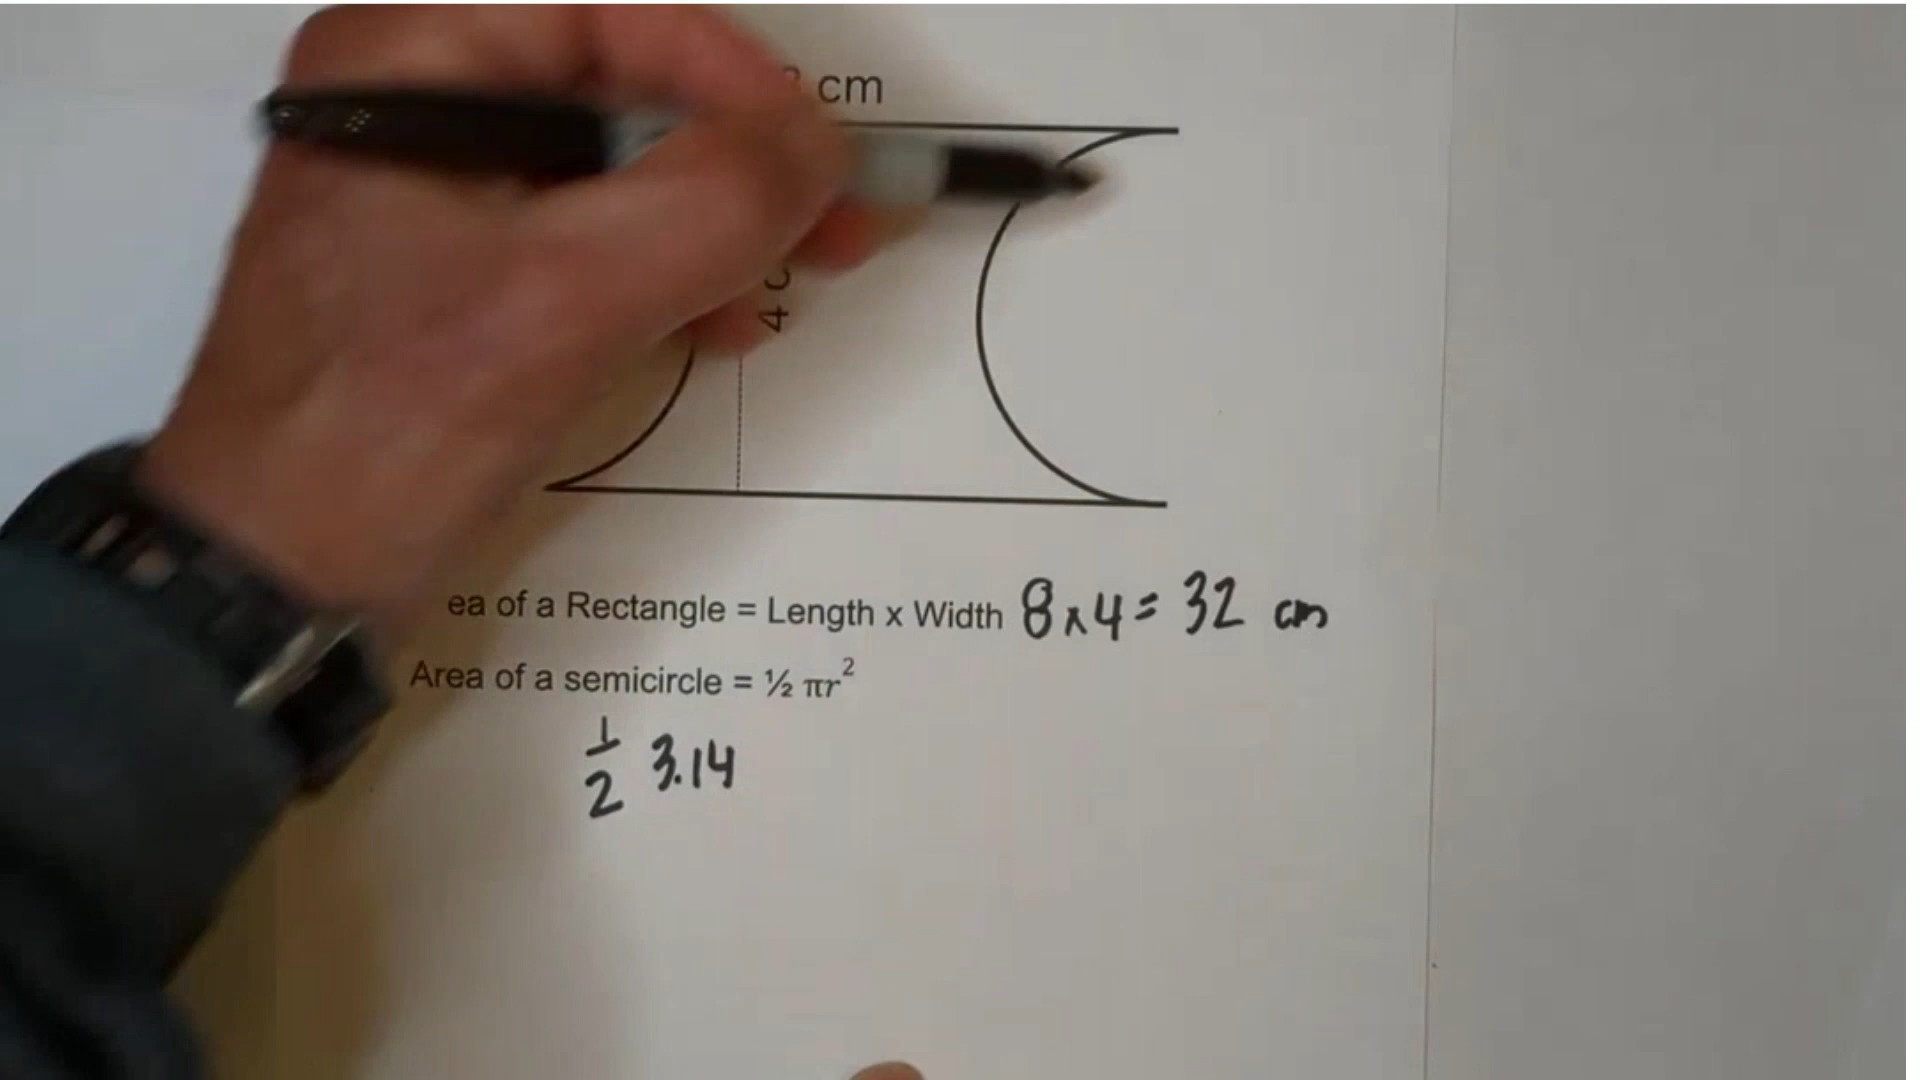 cm
4
ea of a Rectangle = Length x Width 8 x 4 = 32 cm
Area of a semicircle = ½ πr²
1/2 3.14